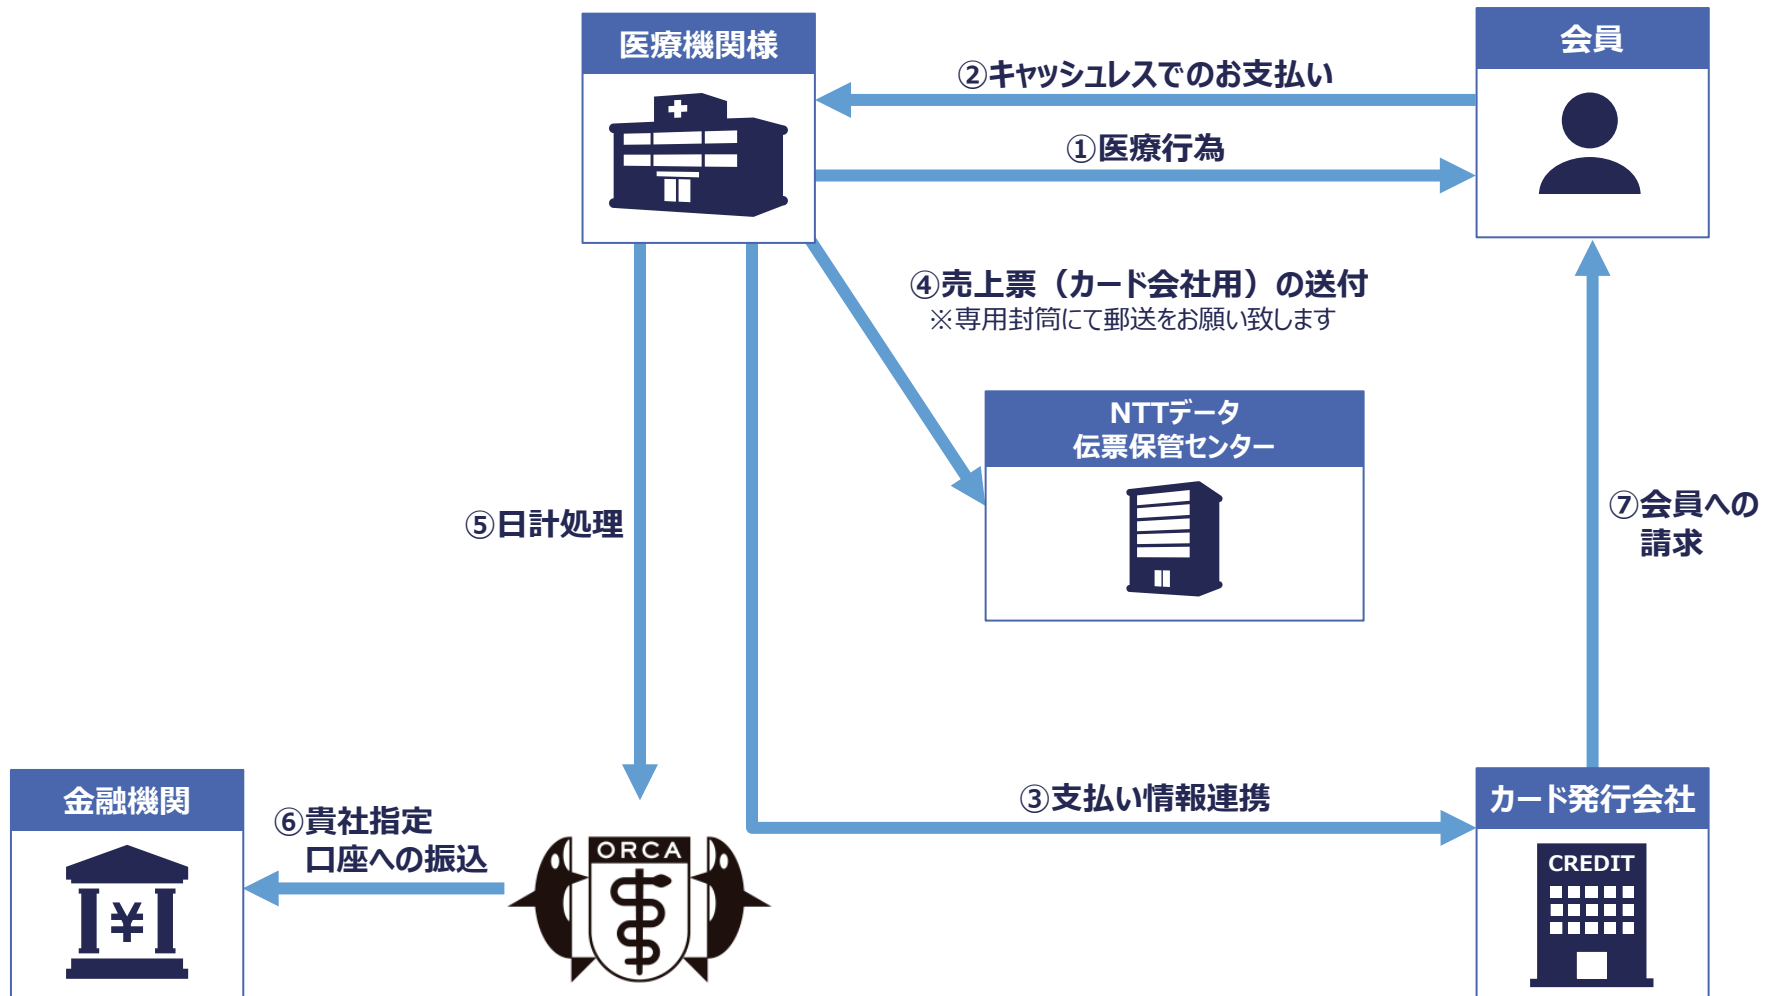 医療機関様
会員
②キャッシュレスでのお支払い
①医療行為
④売上票（カード会社用）の送付
※専用封筒にて郵送をお願い致します
NTTデータ
伝票保管センター
⑤日計処理
⑦会員への
請求
金融機関
⑥貴社指定
口座への振込
¥
ORCA
③支払い情報連携
カード発行会社
CREDIT